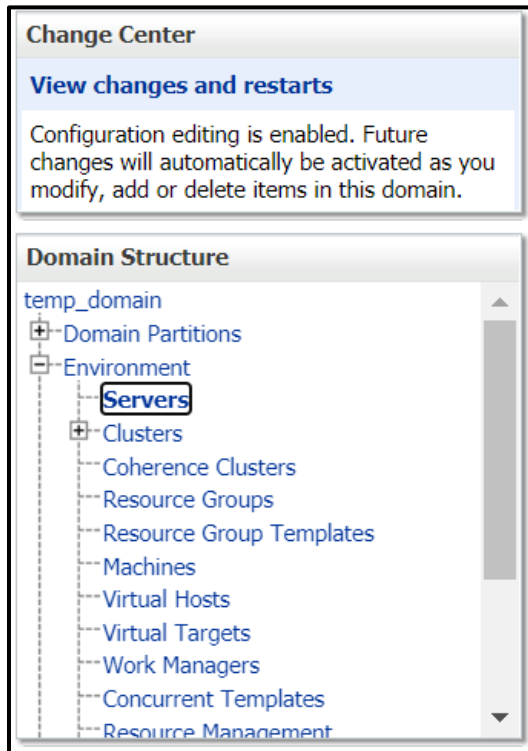 Change Center
View changes and restarts
Configuration editing is enabled. Future
changes will automatically be activated as you
modify, add or delete items in this domain.
Domain Structure
temp_domain
Domain Partitions
Environment
Servers
Clusters
Coherence Clusters
Resource Groups
Resource Group Templates
Machines
Virtual Hosts
Virtual Targets
Work Managers
Concurrent Templates
Resource Management